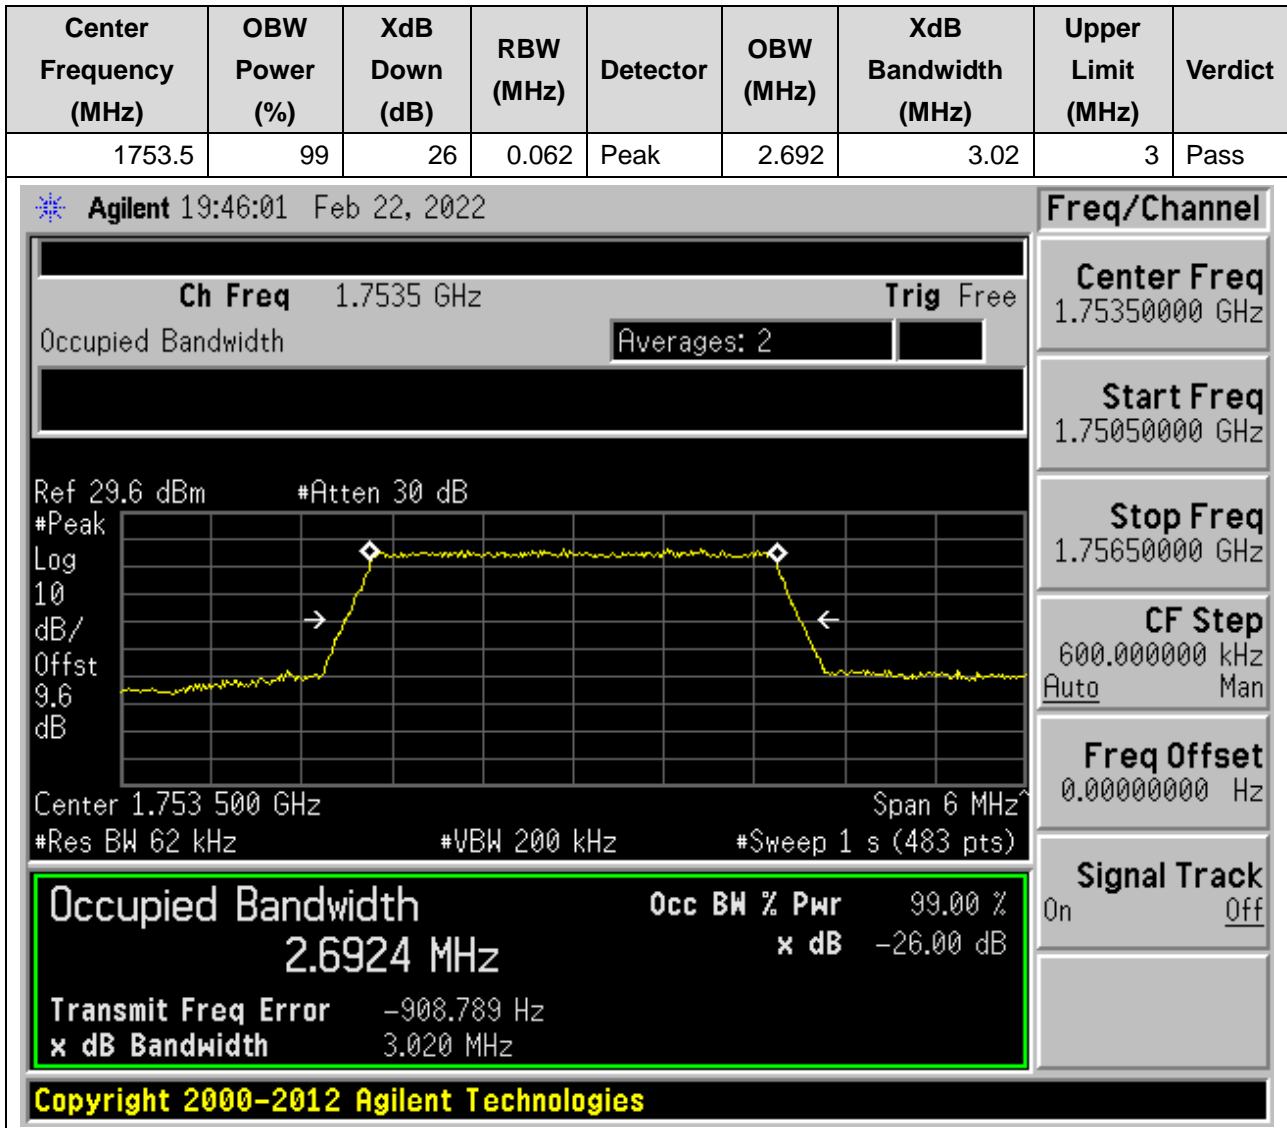 Center Frequency (MHz) OBW Power (%) XdB Down (dB) RBW (MHz) Detector OBW (MHz) XdB Bandwidth (MHz) Upper Limit (MHz) Verdict
1753.5 99 26 0.062 Peak 2.692 3.02 3 Pass
Agilent 19:46:01 Feb 22, 2022
Freq/Channel
Ch Freq 1.7535 GHz Trig Free
Occupied Bandwidth Averages: 2
Ref 29.6 dBm #Atten 30 dB
#Peak
Log
10
dB/
Offst
9.6
dB
Center 1.753 500 GHz Span 6 MHz^
#Res BW 62 kHz #VBW 200 kHz #Sweep 1 s (483 pts)
Occupied Bandwidth Occ BW % Pwr 99.00 %
2.6924 MHz x dB -26.00 dB
Transmit Freq Error -908.789 Hz
x dB Bandwidth 3.020 MHz
Center Freq
1.75350000 GHz
Start Freq
1.75050000 GHz
Stop Freq
1.75650000 GHz
CF Step
600.000000 kHz
Auto Man
Freq Offset
0.00000000 Hz
Signal Track
On Off
Copyright 2000-2012 Agilent Technologies